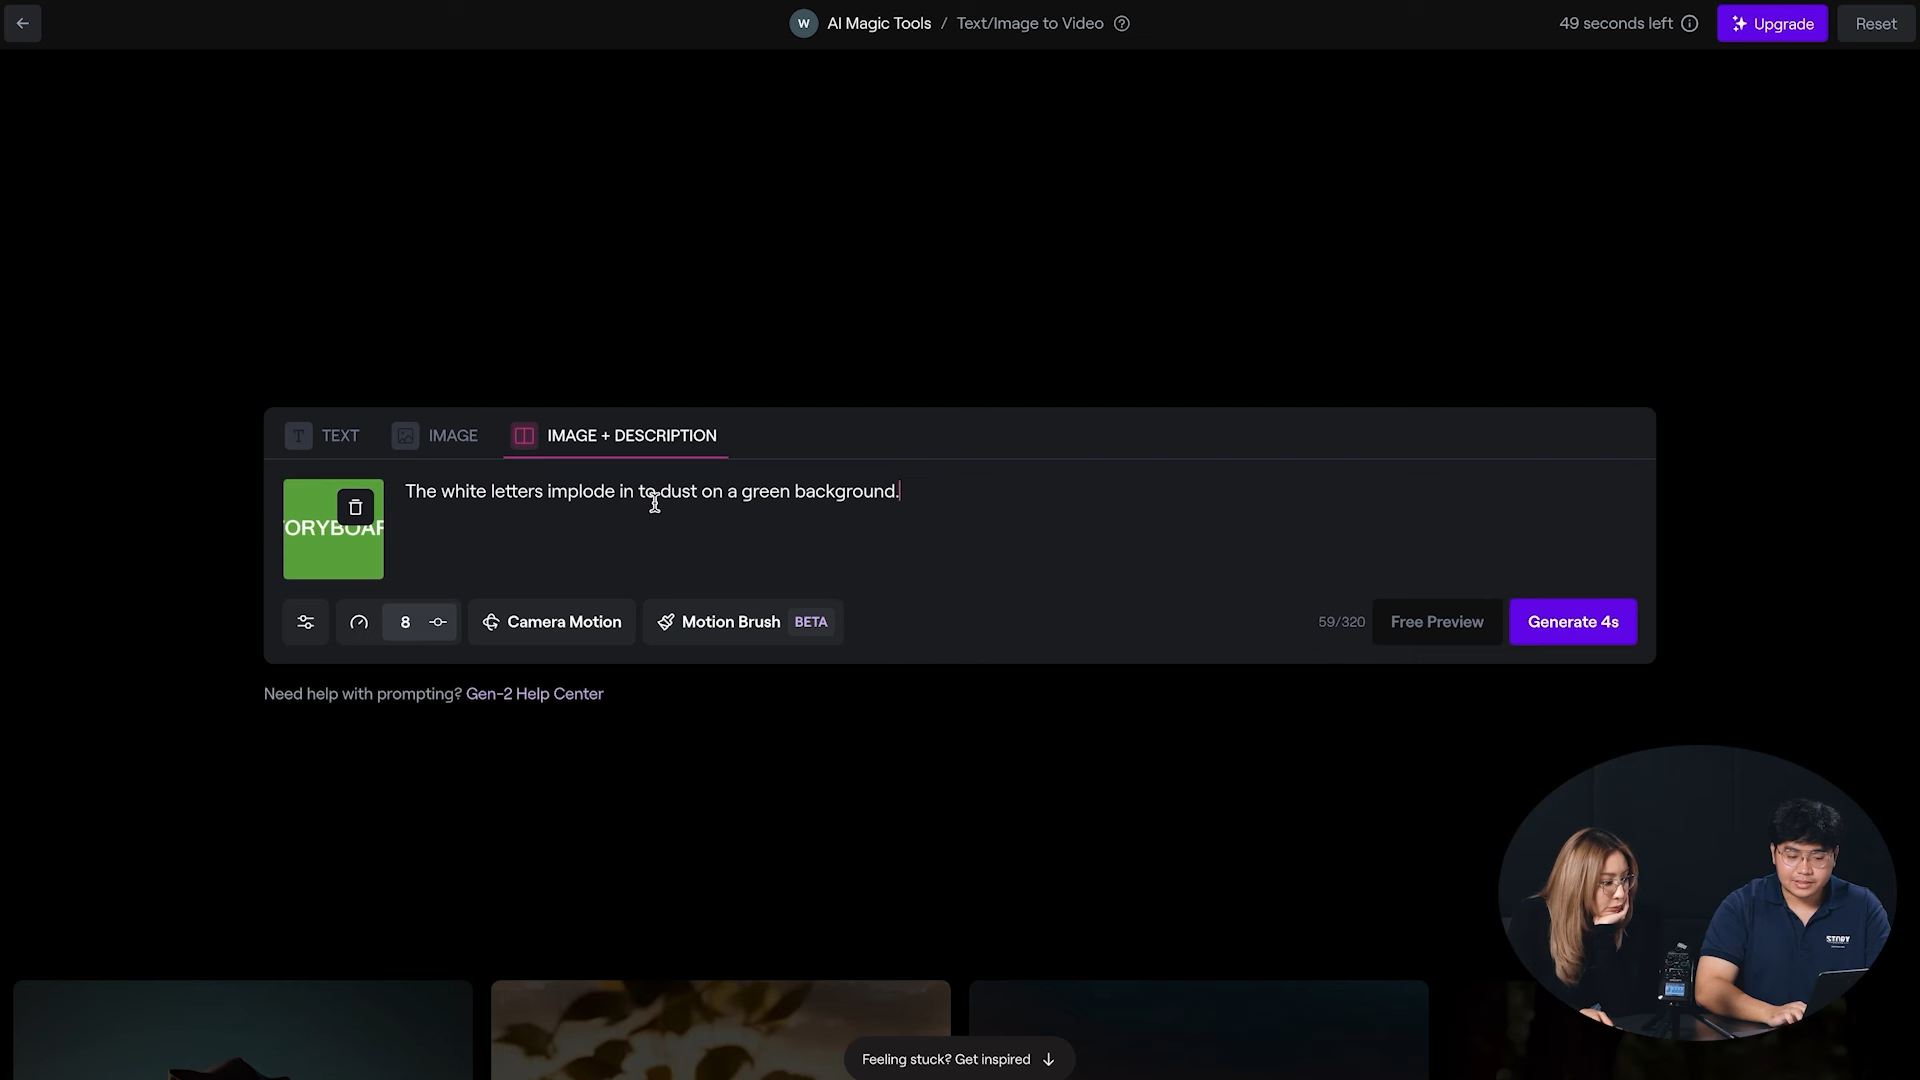 W AI Magic Tools / Text/Image to Video
49 seconds left
Upgrade
Reset
TEXT
IMAGE
IMAGE + DESCRIPTION
The white letters implode in to dust on a green background.
TORYBOAR
8
Camera Motion
Motion Brush BETA
59/320
Free Preview
Generate 4s
Need help with prompting? Gen-2 Help Center
STORY
Feeling stuck? Get inspired